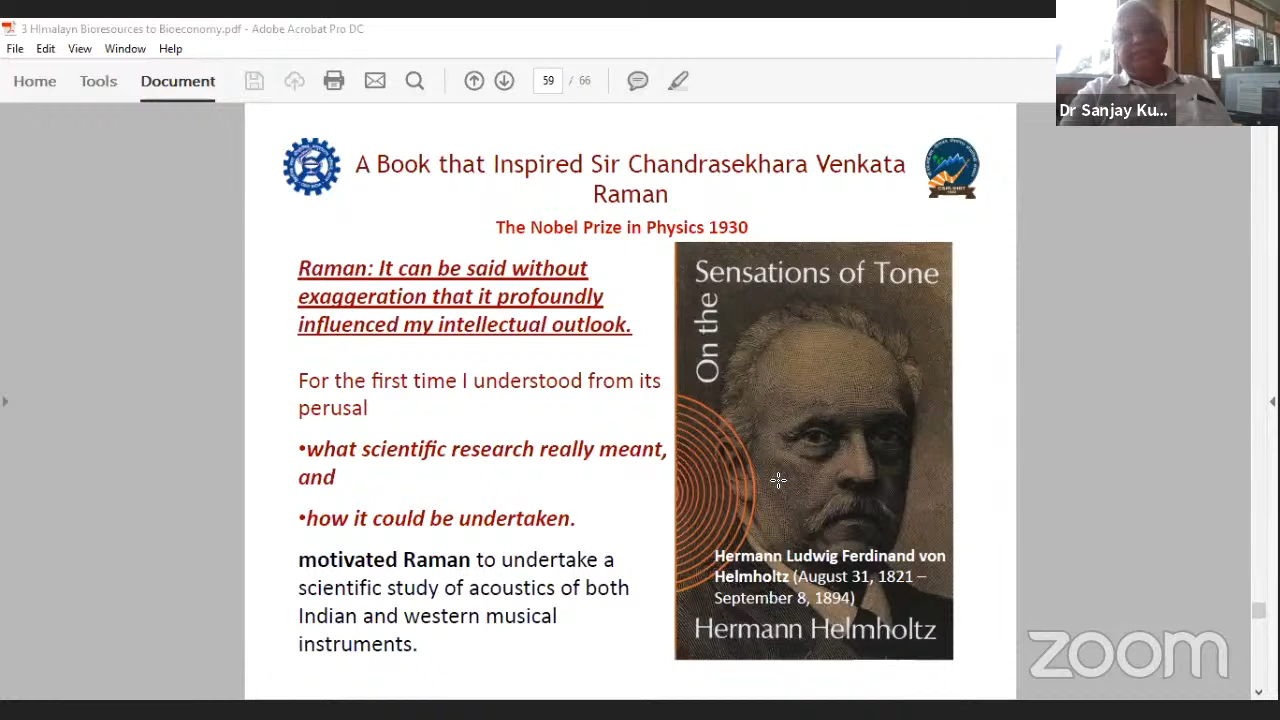 3 HImalayn Bioresources to Bioeconomy.pdf - Adobe Acrobat Pro DC
File Edit View Window Help
Home Tools Document 59 / 66
Dr Sanjay Ku...
A Book that Inspired Sir Chandrasekhara Venkata
Raman
The Nobel Prize in Physics 1930
Raman: It can be said without
exaggeration that it profoundly
influenced my intellectual outlook.
For the first time I understood from its
perusal
•what scientific research really meant,
and
•how it could be undertaken.
motivated Raman to undertake a
scientific study of acoustics of both
Indian and western musical
instruments.
On the
Sensations of Tone
Hermann Ludwig Ferdinand von
Helmholtz (August 31, 1821 –
September 8, 1894)
Hermann Helmholtz
zoom